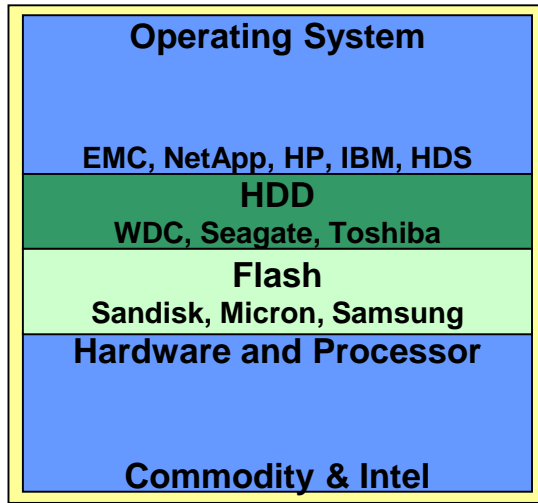 Operating System
EMC, NetApp, HP, IBM, HDS
HDD
WDC, Seagate, Toshiba
Flash
Sandisk, Micron, Samsung
Hardware and Processor
Commodity & Intel